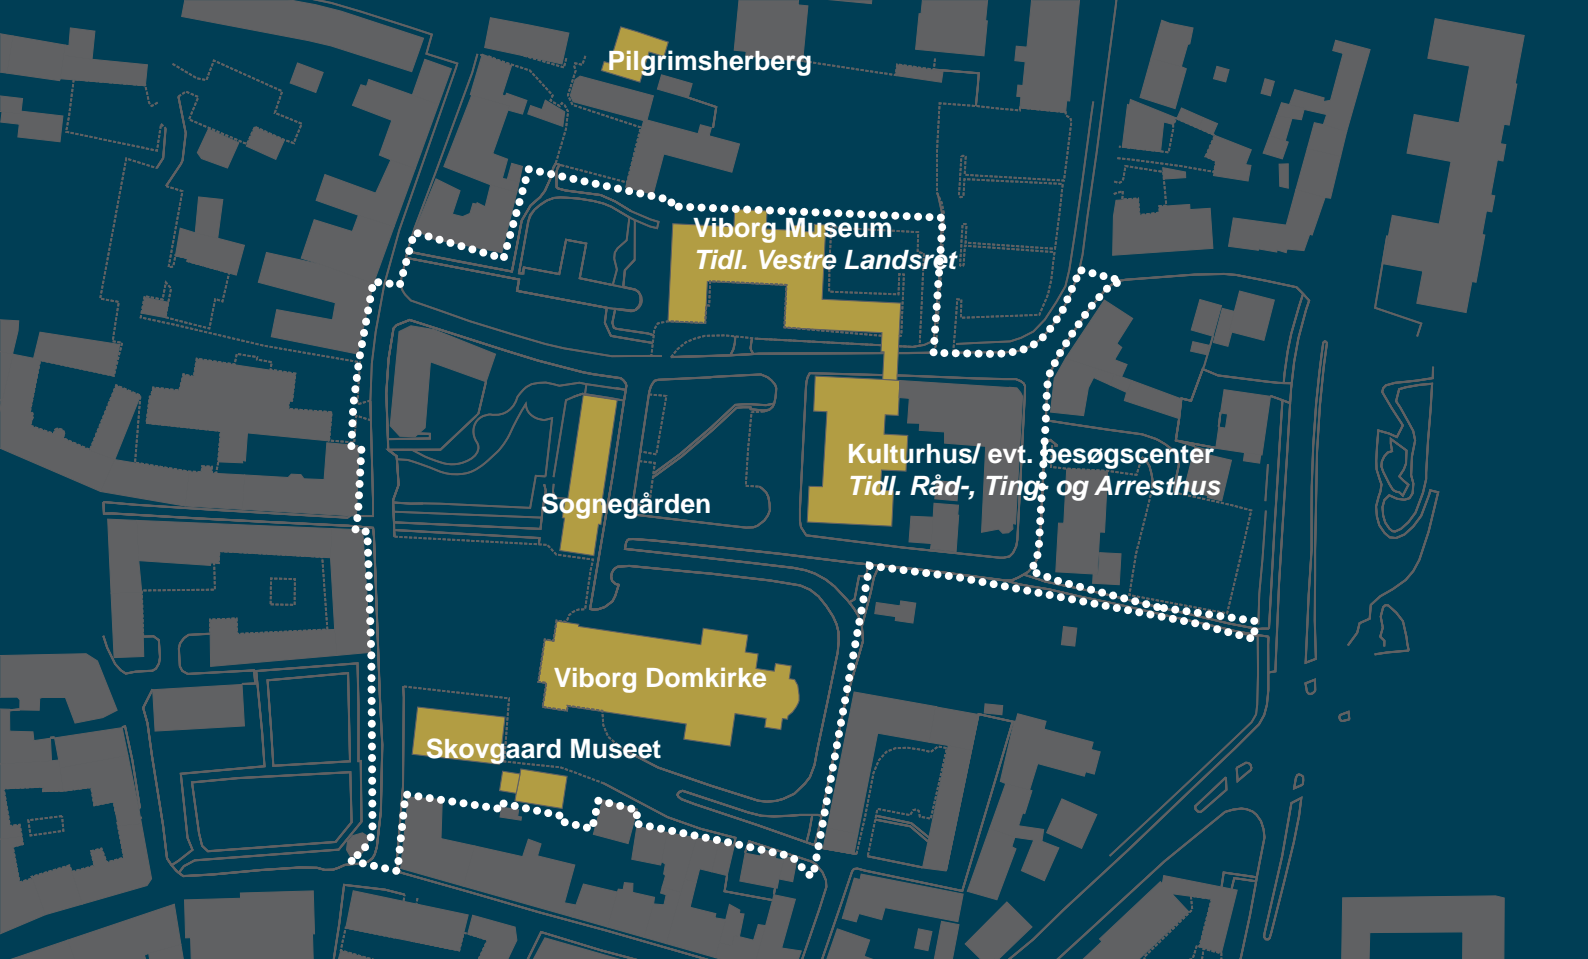 Pilgrimsherberg
Viborg Museum
Tidl. Vestre Landsret
Kulturhus/ evt. besøgscenter
Tidl. Råd-, Ting- og Arresthus
Sognegården
Viborg Domkirke
Skovgaard Museet